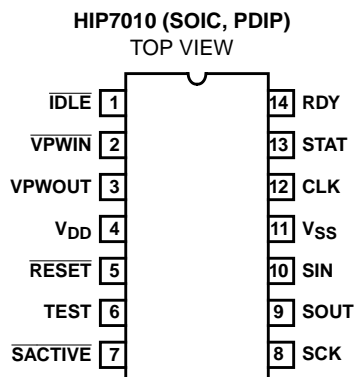 HIP7010 (SOIC, PDIP)
TOP VIEW
IDLE 1 14 RDY
VPWIN 2 13 STAT
VPWOUT 3 12 CLK
VDD 4 11 VSS
RESET 5 10 SIN
TEST 6 9 SOUT
SACTIVE 7 8 SCK